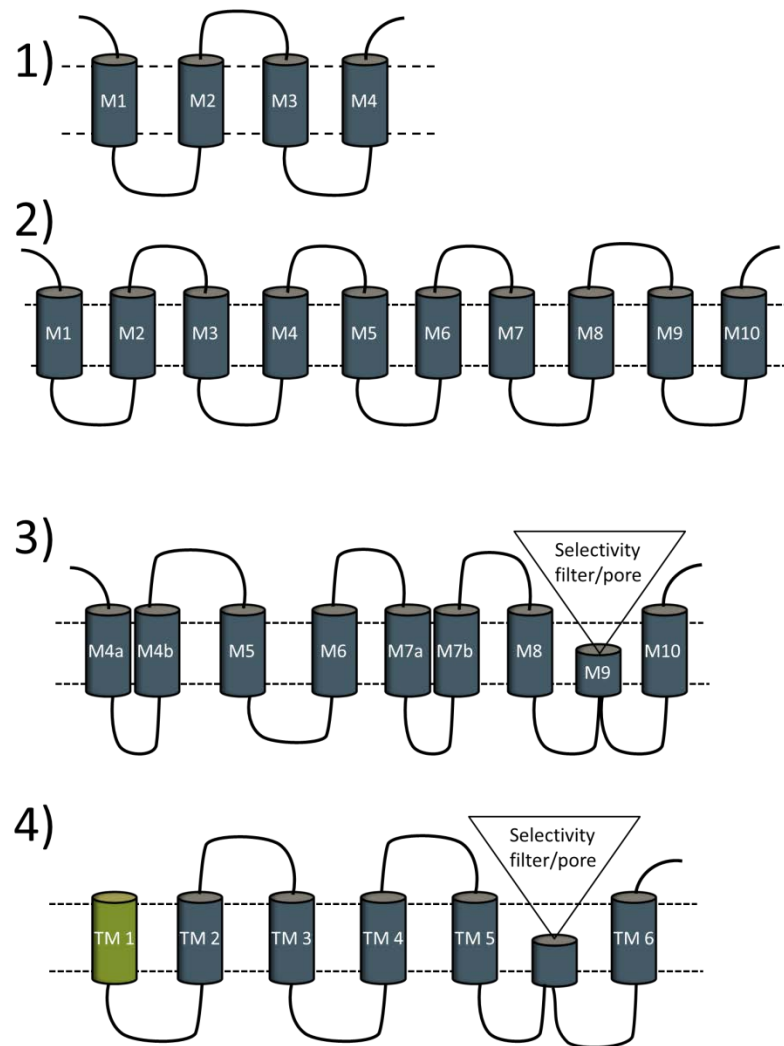 1)
M1 M2 M3 M4
2)
M1 M2 M3 M4 M5 M6 M7 M8 M9 M10
3)
Selectivity
filter/pore
M4a M4b M5 M6 M7a M7b M8 M9 M10
4)
Selectivity
filter/pore
TM 1 TM 2 TM 3 TM 4 TM 5 TM 6